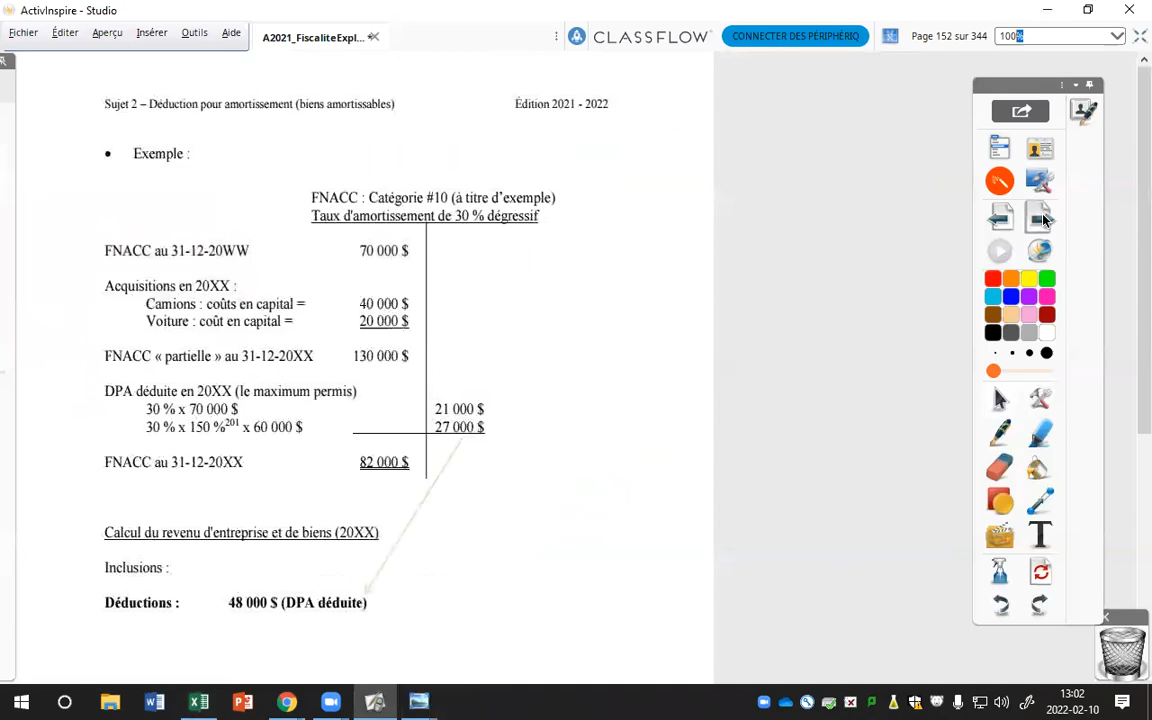 ActivInspire - Studio
Fichier Éditer Aperçu Insérer Outils Aide
A2021_FiscaliteExpl...
CLASSFLOW
CONNECTER DES PÉRIPHÉRIQ
Page 152 sur 344
100%
Sujet 2 – Déduction pour amortissement (biens amortissables) Édition 2021 - 2022
• Exemple :
FNACC : Catégorie #10 (à titre d'exemple)
Taux d'amortissement de 30 % dégressif
FNACC au 31-12-20WW 70 000 $
Acquisitions en 20XX :
Camions : coûts en capital = 40 000 $
Voiture : coût en capital = 20 000 $
FNACC « partielle » au 31-12-20XX 130 000 $
DPA déduite en 20XX (le maximum permis)
30 % x 70 000 $ 21 000 $
30 % x 150 %201 x 60 000 $ 27 000 $
FNACC au 31-12-20XX 82 000 $
Calcul du revenu d'entreprise et de biens (20XX)
Inclusions :
Déductions : 48 000 $ (DPA déduite)
13:02
2022-02-10